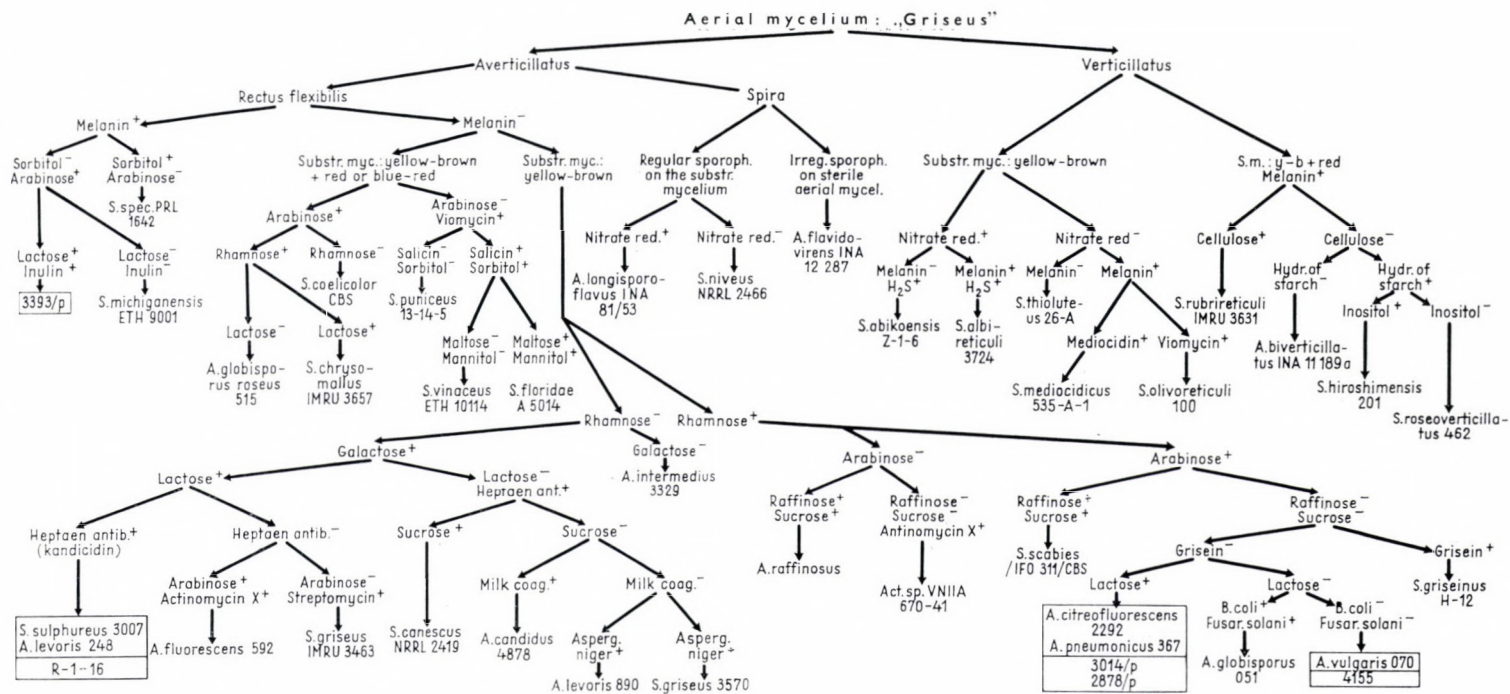 Aerial mycelium: „Griseus”
Averticillatus
Verticillatus
Rectus flexibilis
Spira
Melanin +
Melanin −
Sorbitol −
Arabinose +
Sorbitol +
Arabinose −
Substr. myc.: yellow-brown
+ red or blue-red
Substr. myc.:
yellow-brown
Regular sporoph.
on the substr.
mycelium
Irreg. sporoph.
on sterile
aerial mycel.
Substr. myc.: yellow-brown
S.m.: y-b + red
Melanin +
S. spec. PRL
1642
Arabinose +
Arabinose −
Viomycin +
Lactose +
Inulin +
Lactose −
Inulin −
Rhamnose +
Rhamnose −
Salicin −
Sorbitol −
Salicin +
Sorbitol +
Nitrate red. +
Nitrate red. −
A. flavido-
virens INA
12 287
Nitrate red. +
Nitrate red −
Cellulose +
Cellulose −
3393/p
S. michiganensis
ETH 9001
S. coelicolor
CBS
S. puniceus
13-14-5
A. longisporo-
flavus INA
81/53
S. niveus
NRRL 2466
Melanin −
H2S +
Melanin +
H2S +
Melanin −
Melanin +
S. rubrireticuli
IMRU 3631
Hydr. of
starch −
Hydr. of
starch +
Lactose −
Lactose +
Maltose −
Mannitol −
Maltose +
Mannitol +
S. abikoensis
Z-1-6
S. albi-
reticuli
3724
S. thiolute-
us 26-A
Mediocidin +
Viomycin +
Inositol +
Inositol −
A. globispo-
rus roseus
515
S. chryso-
mallus
IMRU 3657
S. vinaceus
ETH 10114
S. floridae
A 5014
S. mediocidicus
535-A-1
S. olivoreticuli
100
A. biverticilla-
tus INA 11 189 a
S. hiroshimensis
201
S. roseoverticilla-
tus 462
Rhamnose −
Rhamnose +
Galactose +
Galactose −
A. intermedius
3329
Arabinose −
Arabinose +
Lactose +
Lactose −
Heptaen ant. +
Raffinose +
Sucrose +
Raffinose −
Sucrose −
Antinomycin X +
Raffinose +
Sucrose +
Raffinose −
Sucrose −
Heptaen antib. +
(kandicidin)
Heptaen antib. −
Sucrose +
Sucrose −
A. raffinosus
Act. sp. VNIIA
670-41
S. scabies
/IFO 311/CBS
Grisein −
Grisein +
Arabinose +
Actinomycin X +
Arabinose −
Streptomycin +
Milk coag. +
Milk coag. −
Lactose +
Lactose −
S. griseinus
H-12
S. sulphureus 3007
A. levoris 248
R-1--16
A. fluorescens 592
S. griseus
IMRU 3463
S. canescus
NRRL 2419
A. candidus
4878
Asperg.
niger +
Asperg.
niger
A. citreofluorescens
2292
A. pneumonicus 367
3014/p
2878/p
B. coli +
Fusar. solani +
B. coli −
Fusar. solani −
A. levoris 890
S. griseus 3570
A. globisporus
051
A. vulgaris 070
4155